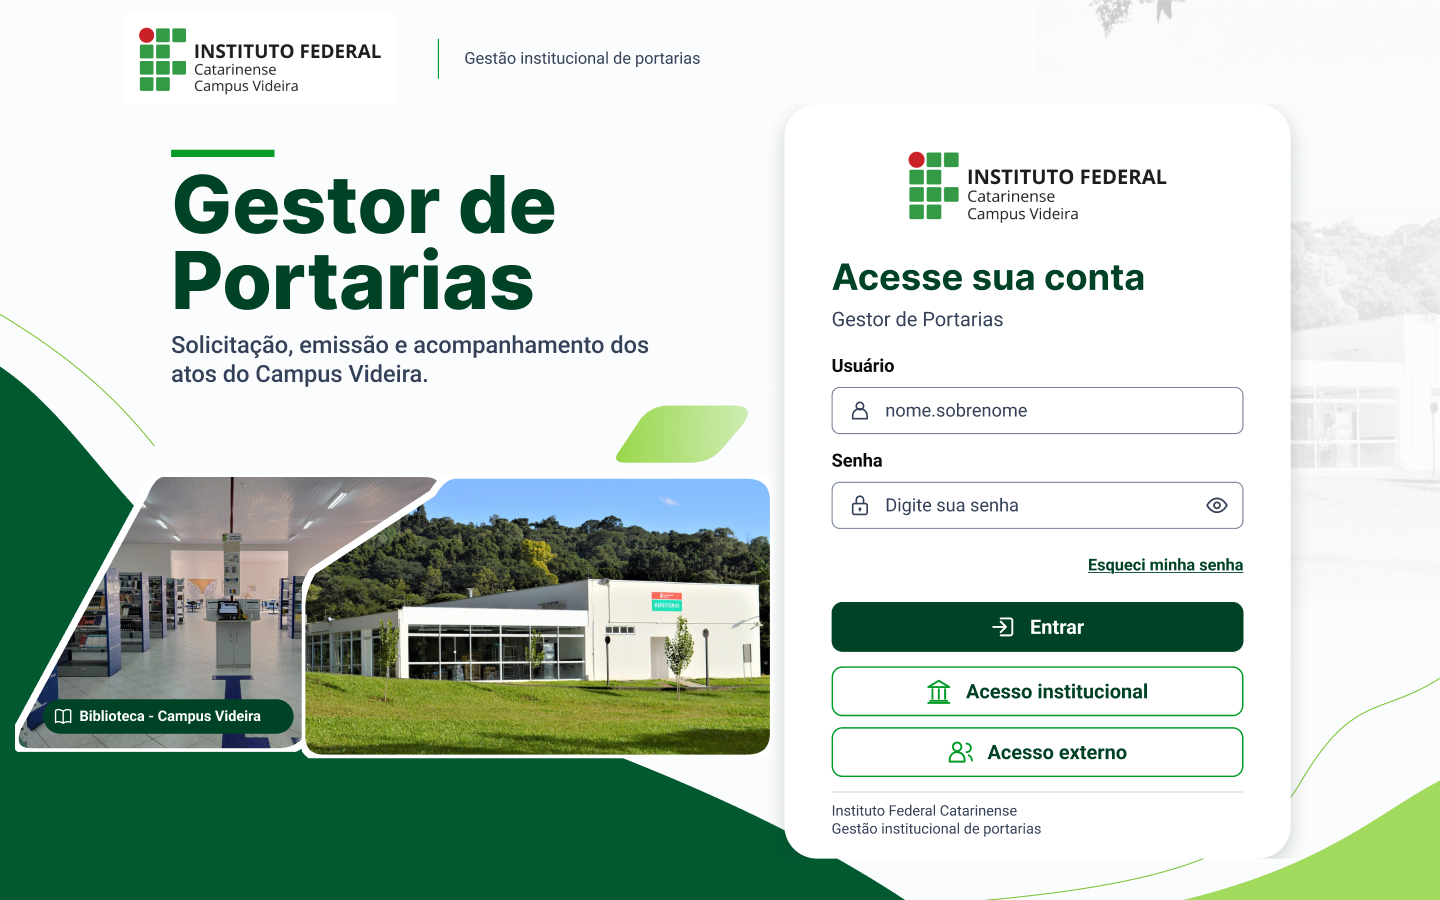 INSTITUTO FEDERAL
Catarinense
Campus Videira
Gestão institucional de portarias
Gestor de
Portarias
Solicitação, emissão e acompanhamento dos
atos do Campus Videira.
REFEITÓRIO
Biblioteca - Campus Videira
INSTITUTO FEDERAL
Catarinense
Campus Videira
Acesse sua conta
Gestor de Portarias
Usuário
nome.sobrenome
Senha
Digite sua senha
Esqueci minha senha
Entrar
Acesso institucional
Acesso externo
Instituto Federal Catarinense
Gestão institucional de portarias